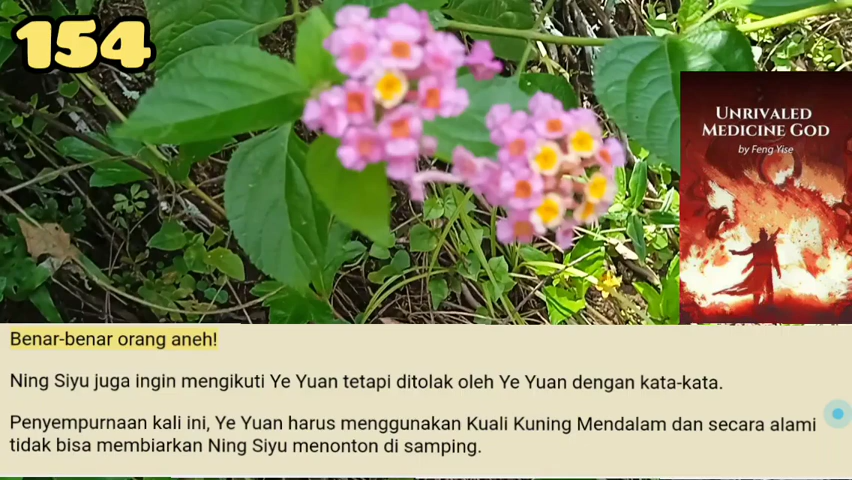 154
UNRIVALED
MEDICINE GOD
by Feng Yise
Benar-benar orang aneh!
Ning Siyu juga ingin mengikuti Ye Yuan tetapi ditolak oleh Ye Yuan dengan kata-kata.
Penyempurnaan kali ini, Ye Yuan harus menggunakan Kuali Kuning Mendalam dan secara alami
tidak bisa membiarkan Ning Siyu menonton di samping.